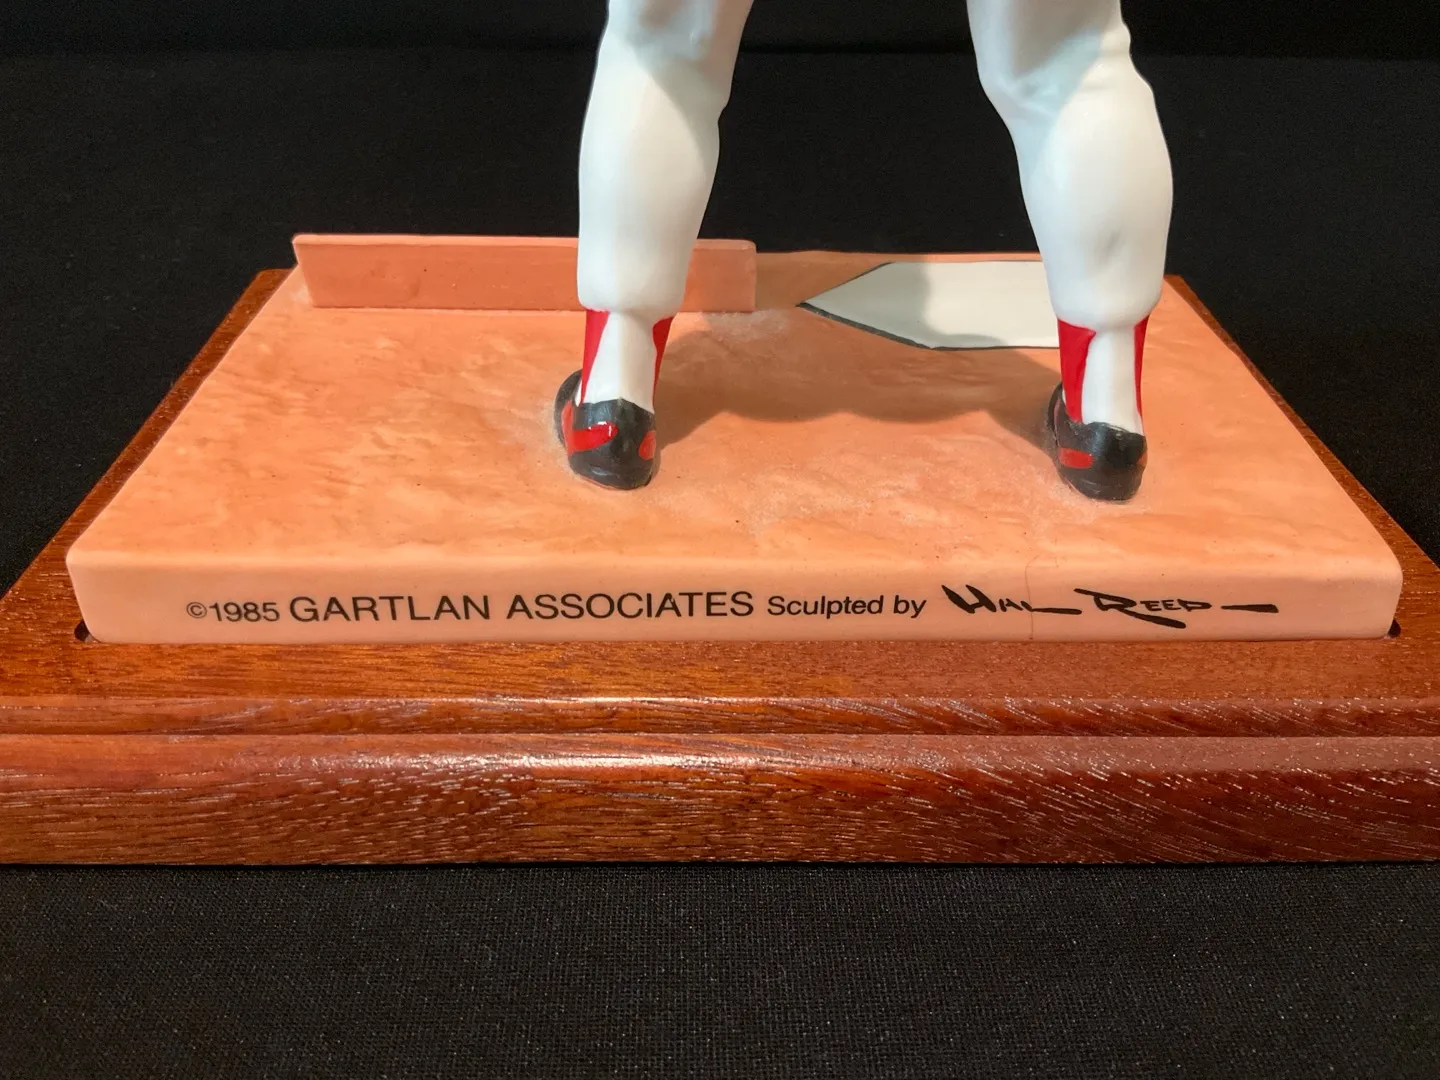 ©1985 GARTLAN ASSOCIATES Sculpted by HAL REED